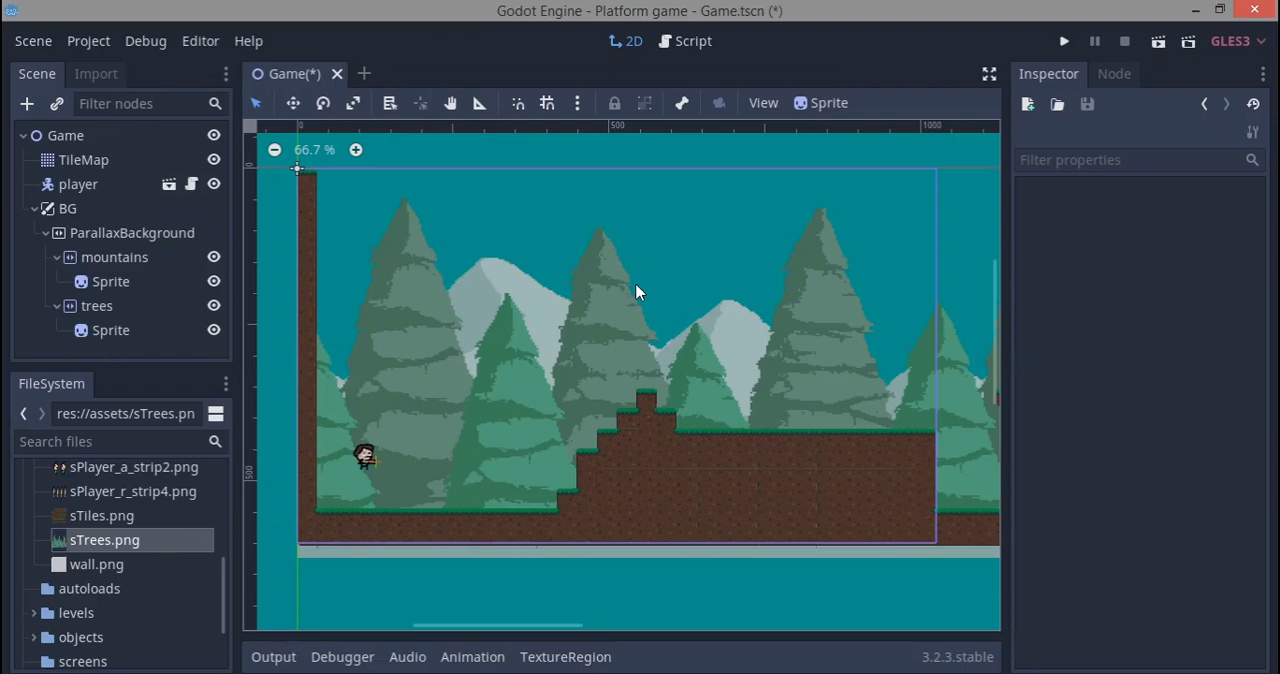 Godot Engine - Platform game - Game.tscn (*)
Scene Project Debug Editor Help
2D Script
GLES3
Scene Import
Game(*)
Inspector Node
Filter nodes
View Sprite
Game
TileMap
player
BG
ParallaxBackground
mountains
Sprite
trees
Sprite
0 500 1000
66.7 %
0
500
Filter properties
FileSystem
res://assets/sTrees.pn
Search files
sPlayer_a_strip2.png
sPlayer_r_strip4.png
sTiles.png
sTrees.png
wall.png
autoloads
levels
objects
screens
Output Debugger Audio Animation TextureRegion 3.2.3.stable